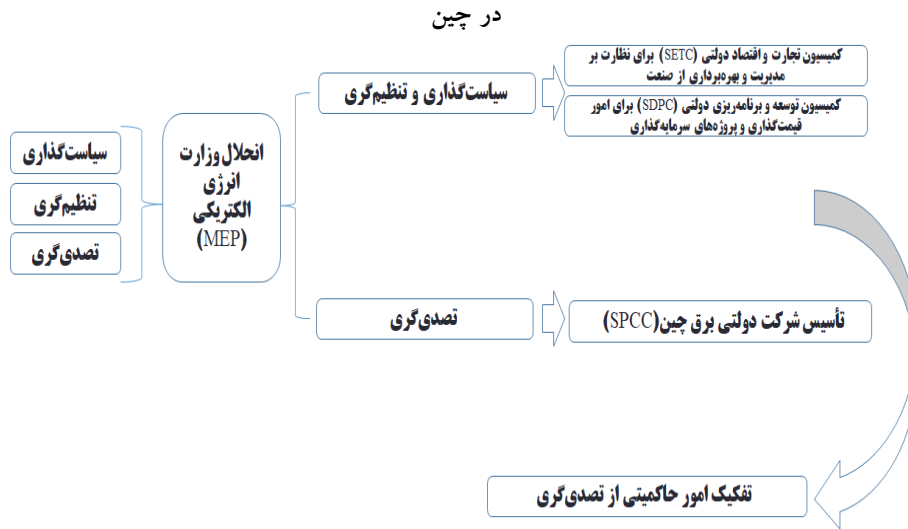 در چین
کمیسیون تجارت و اقتصاد دولتی (SETC) برای نظارت بر
مدیریت و بهره‌برداری از صنعت
سیاست‌گذاری و تنظیم‌گری
کمیسیون توسعه و برنامه‌ریزی دولتی (SDPC) برای امور
قیمت‌گذاری و پروژه‌های سرمایه‌گذاری
انحلال وزارت
انرژی
الکتریکی
(MEP)
سیاست‌گذاری
تنظیم‌گری
تصدی‌گری
تصدی‌گری
تأسیس شرکت دولتی برق چین(SPCC)
تفکیک امور حاکمیتی از تصدی‌گری